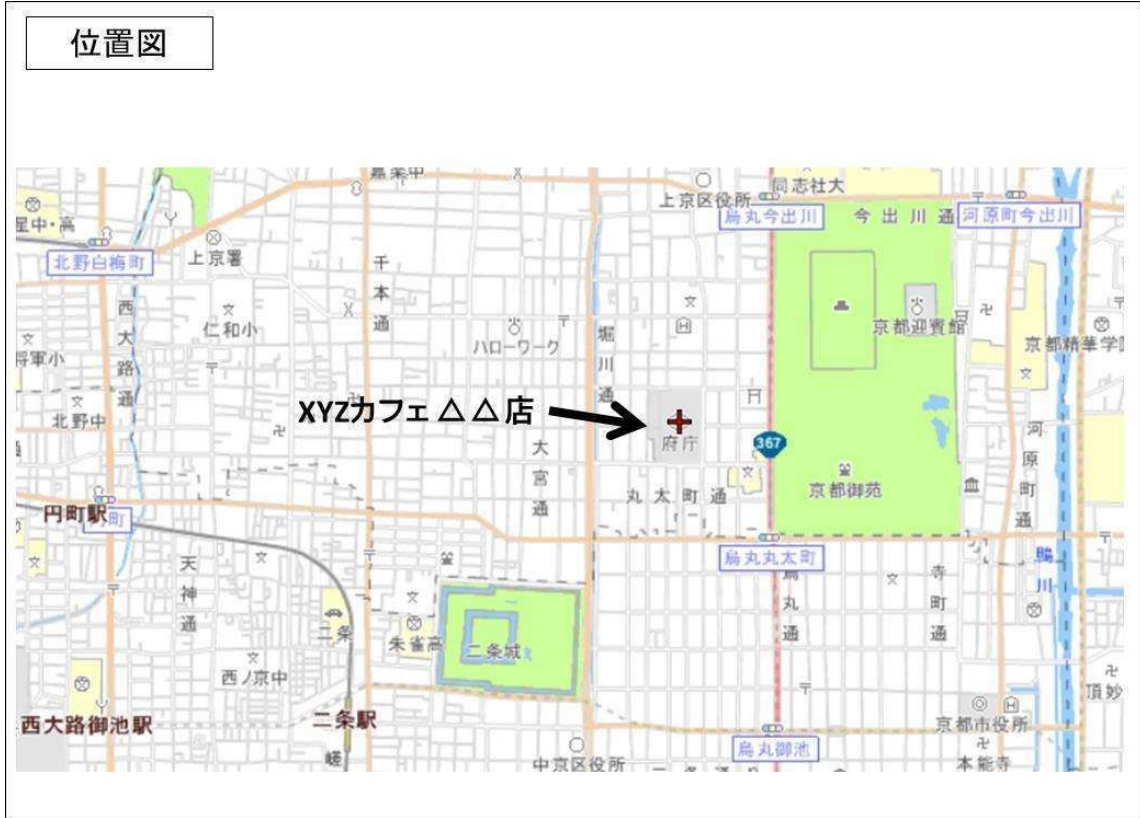 位置図
嘉楽中
上京区役所
同志社大
烏丸今出川
今出川通
河原町今出川
星中・高
北野白梅町
上京署
千本通
西大路通
仁和小
ハローワーク
堀川通
京都迎賓館
京都精華学園
将軍小
北野中
XYZカフェ△△店
府庁
367
大宮通
丸太町通
京都御苑
河原町通
円町駅
烏丸丸太町
鴨川
天神通
烏丸通
寺町通
二条
朱雀高
二条城
西ノ京中
頂妙
西大路御池駅
二条駅
京都市役所
烏丸御池
嵯
中京区役所
本能寺